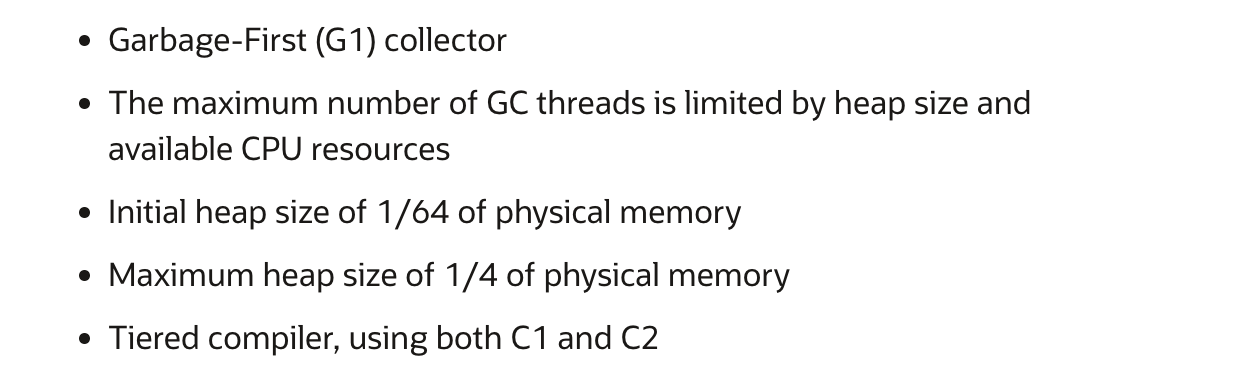 • Garbage-First (G1) collector
• The maximum number of GC threads is limited by heap size and
available CPU resources
• Initial heap size of 1/64 of physical memory
• Maximum heap size of 1/4 of physical memory
• Tiered compiler, using both C1 and C2